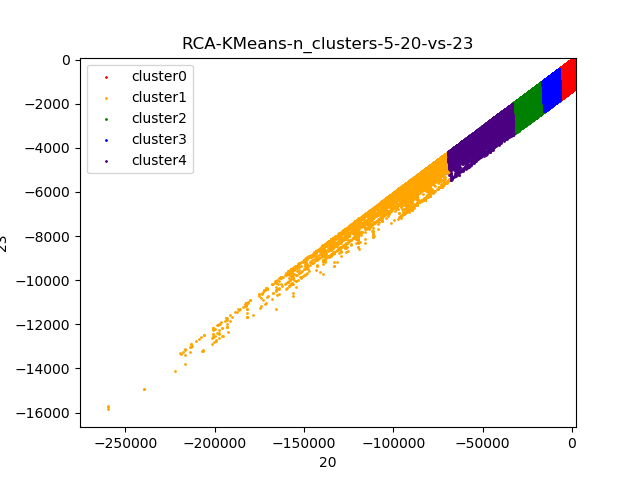 RCA-KMeans-n_clusters-5-20-vs-23
0
−2000
−4000
−6000
−8000
−10000
−12000
−14000
−16000
23
cluster0
cluster1
cluster2
cluster3
cluster4
−250000 −200000 −150000 −100000 −50000 0
20